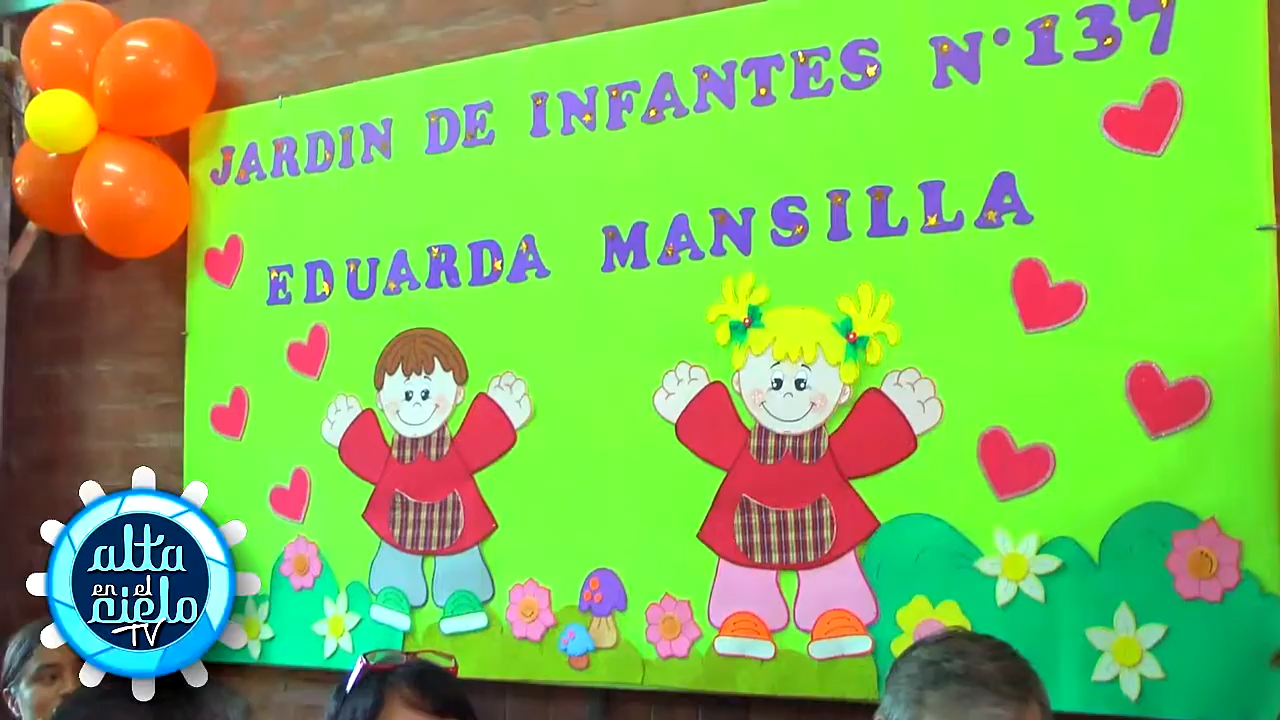 JARDIN DE INFANTES N°137
EDUARDA MANSILLA
alta
en el
cielo
TV